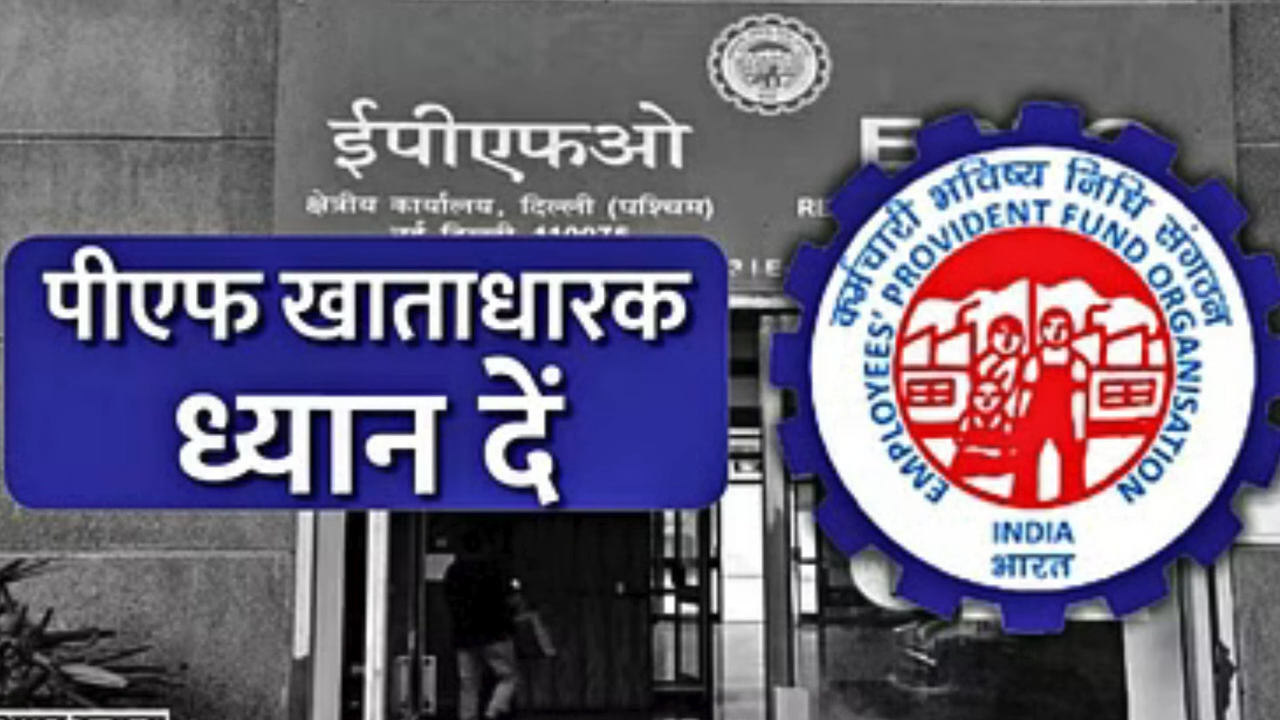 ईपीएफओ
क्षेत्रीय कार्यालय, दिल्ली (पश्चिम)
पीएफ खाताधारक
ध्यान दें
कर्मचारी भविष्य निधि संगठन
EMPLOYEES' PROVIDENT FUND ORGANISATION
INDIA
भारत